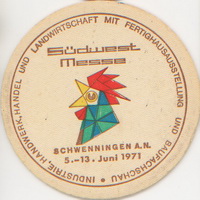 INDUSTRIE, HANDWERK, HANDEL UND LANDWIRTSCHAFT MIT FERTIGHAUSAUSSTELLUNG UND BAUFACHSCHAU •
Südwest
Messe
SCHWENNINGEN A.N.
5.-13. Juni 1971